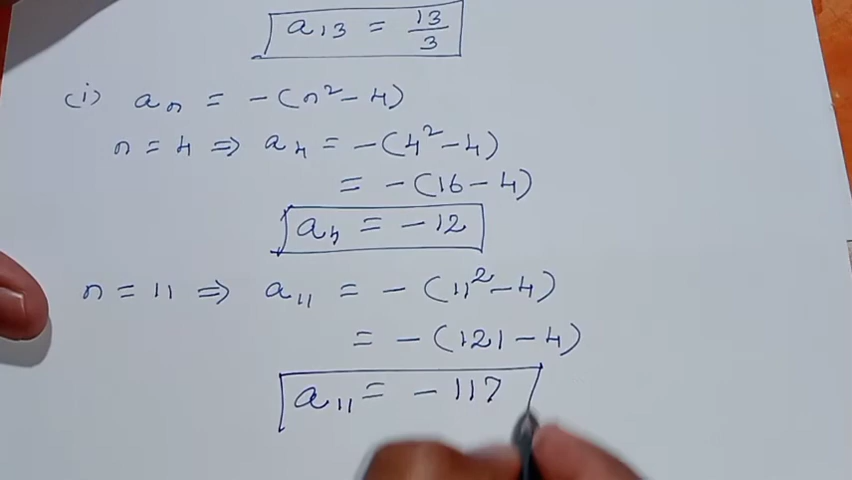 a₁₃ = 13/3
(i) aₙ = -(n² - 4)
n = 4 ⇒ a₄ = -(4² - 4)
= -(16 - 4)
a₄ = -12
n = 11 ⇒ a₁₁ = -(11² - 4)
= -(121 - 4)
a₁₁ = -117